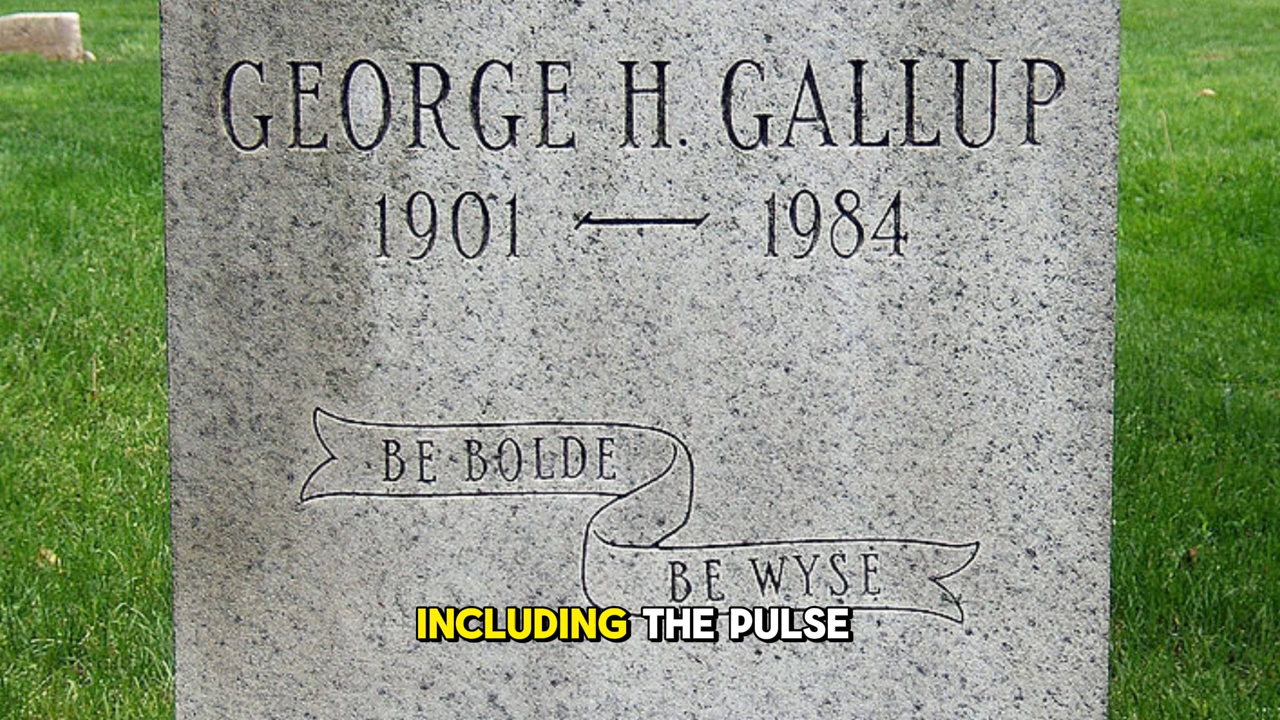 GEORGE H. GALLUP
1901 — 1984
BE BOLDE
BE WYSE
INCLUDING THE PULSE